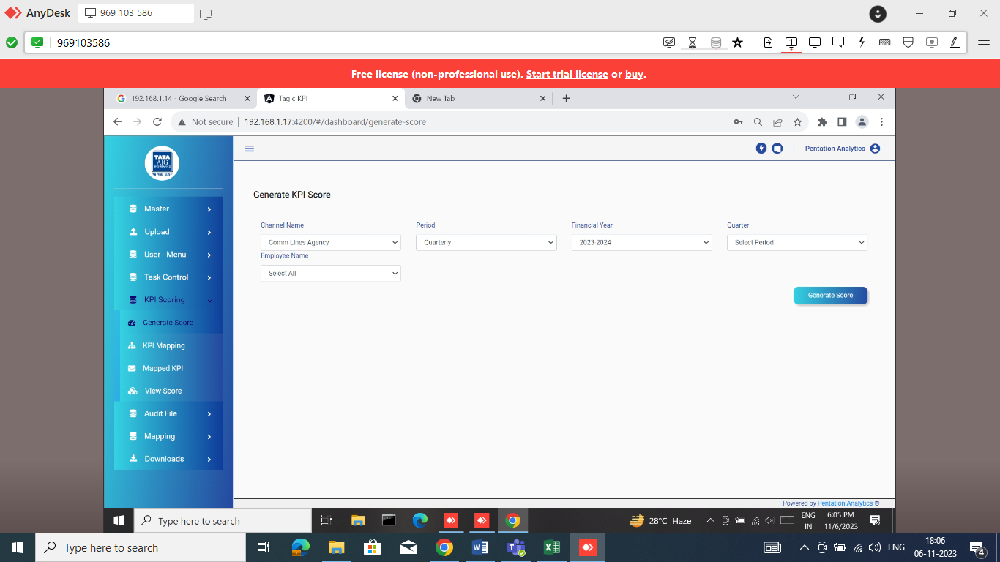 AnyDesk 969 103 586
969103586
Free license (non-professional use). Start trial license or buy.
192.168.1.14 - Google Search Tagic KPI New Tab
Not secure 192.168.1.17:4200/#/dashboard/generate-score
TATA
AIG
INSURANCE
Pentation Analytics
Master
Upload
User - Menu
Task Control
KPI Scoring
Generate Score
KPI Mapping
Mapped KPI
View Score
Audit File
Mapping
Downloads
Generate KPI Score
Channel Name Period Financial Year Quarter
Comm Lines Agency Quarterly 2023-2024 Select Period
Employee Name
Select All
Generate Score
Powered by Pentation Analytics ®
Type here to search
28°C Haze
ENG
IN
6:05 PM
11/6/2023
Type here to search
ENG
18:06
06-11-2023
4